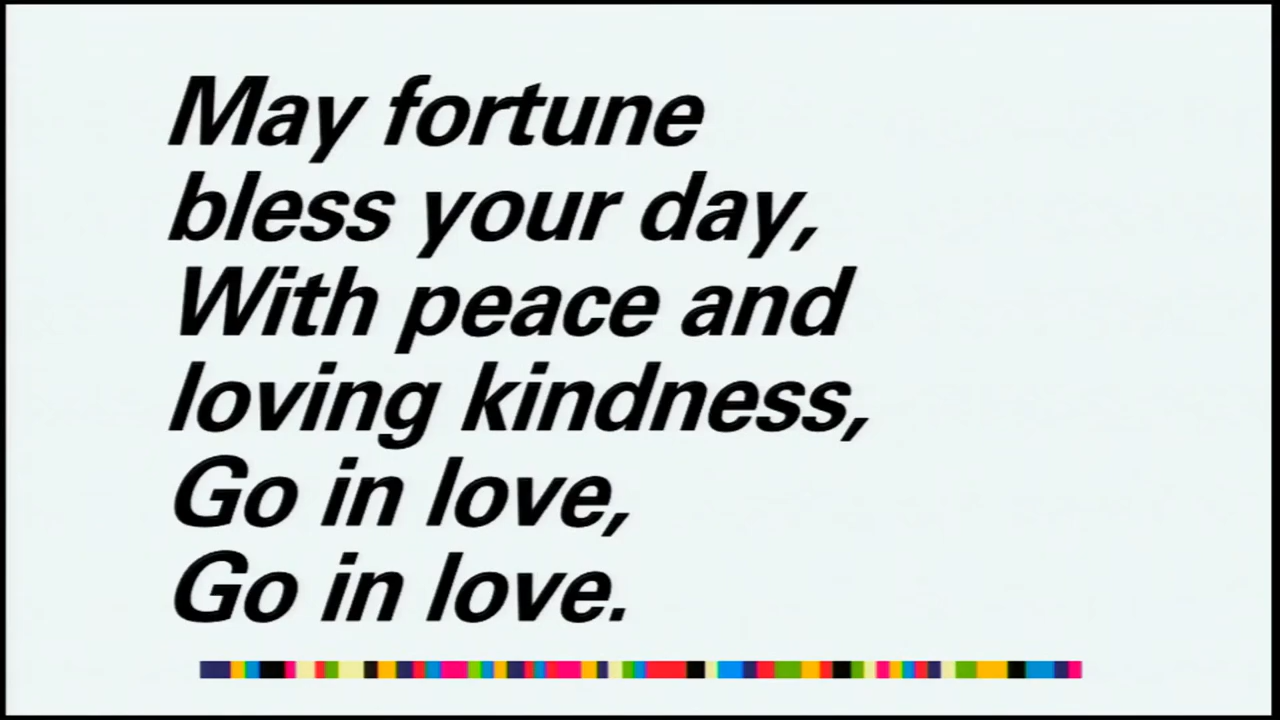 May fortune
bless your day,
With peace and
loving kindness,
Go in love,
Go in love.